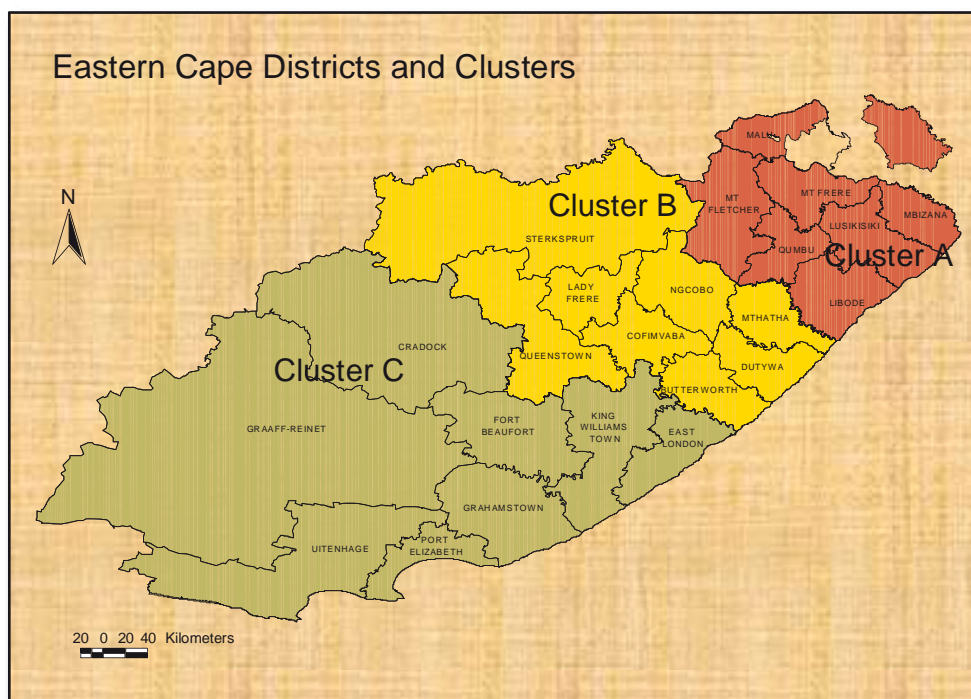 Eastern Cape Districts and Clusters
N
MALU
MT
FLETCHER
MT FRERE
MBIZANA
LUSIKISIKI
QUMBU
Cluster A
LIBODE
Cluster B
STERKSPRUIT
LADY
FRERE
NGCOBO
MTHATHA
COFIMVABA
QUEENSTOWN
DUTYWA
BUTTERWORTH
CRADOCK
Cluster C
GRAAFF-REINET
FORT
BEAUFORT
KING
WILLIAMS
TOWN
EAST
LONDON
GRAHAMSTOWN
PORT
ELIZABETH
UITENHAGE
20 0 20 40 Kilometers